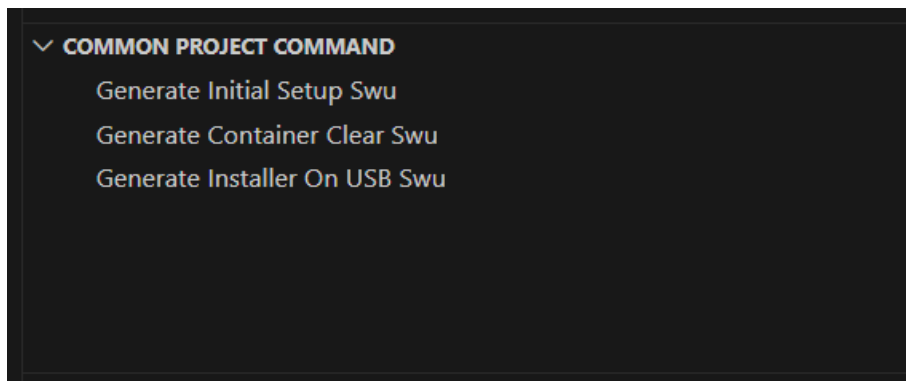 COMMON PROJECT COMMAND
Generate Initial Setup Swu
Generate Container Clear Swu
Generate Installer On USB Swu